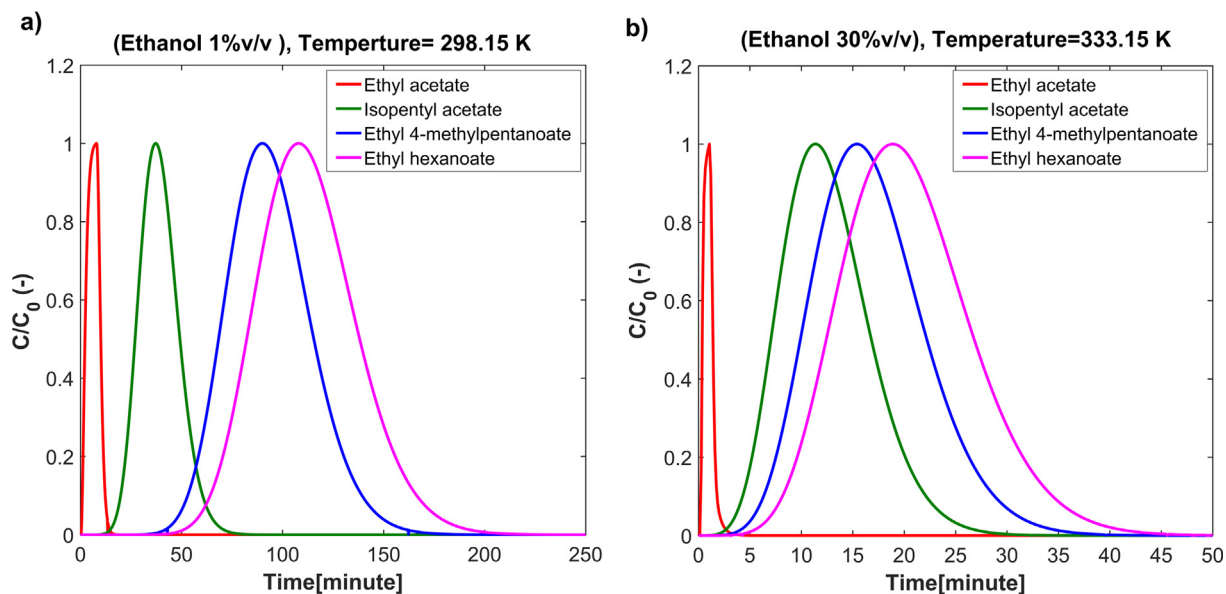 a)
(Ethanol 1%v/v ), Temperture= 298.15 K
1.2
1
0.8
0.6
0.4
0.2
0
C/C0 (-)
Ethyl acetate
Isopentyl acetate
Ethyl 4-methylpentanoate
Ethyl hexanoate
0 50 100 150 200 250
Time[minute]
b)
(Ethanol 30%v/v), Temperature=333.15 K
1.2
1
0.8
0.6
0.4
0.2
0
C/C0 (-)
Ethyl acetate
Isopentyl acetate
Ethyl 4-methylpentanoate
Ethyl hexanoate
0 5 10 15 20 25 30 35 40 45 50
Time[minute]